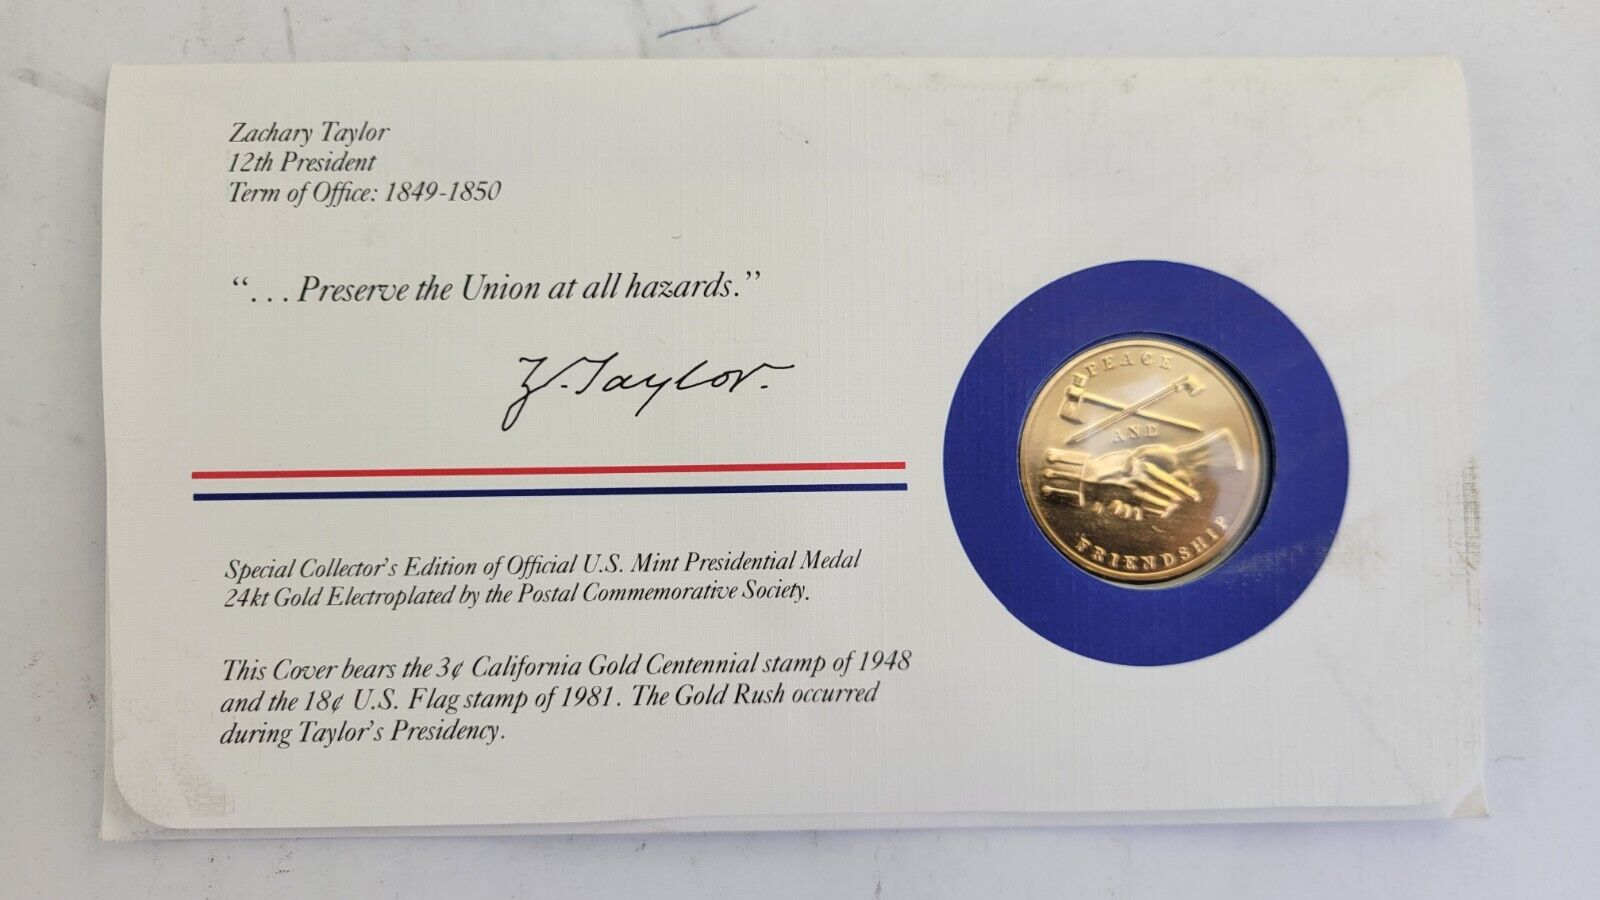 Zachary Taylor
12th President
Term of Office: 1849-1850
“. . . Preserve the Union at all hazards.”
Z. Taylor.
Special Collector’s Edition of Official U.S. Mint Presidential Medal
24kt Gold Electroplated by the Postal Commemorative Society.
This Cover bears the 3¢ California Gold Centennial stamp of 1948
and the 18¢ U.S. Flag stamp of 1981. The Gold Rush occurred
during Taylor’s Presidency.
PEACE
AND
FRIENDSHIP